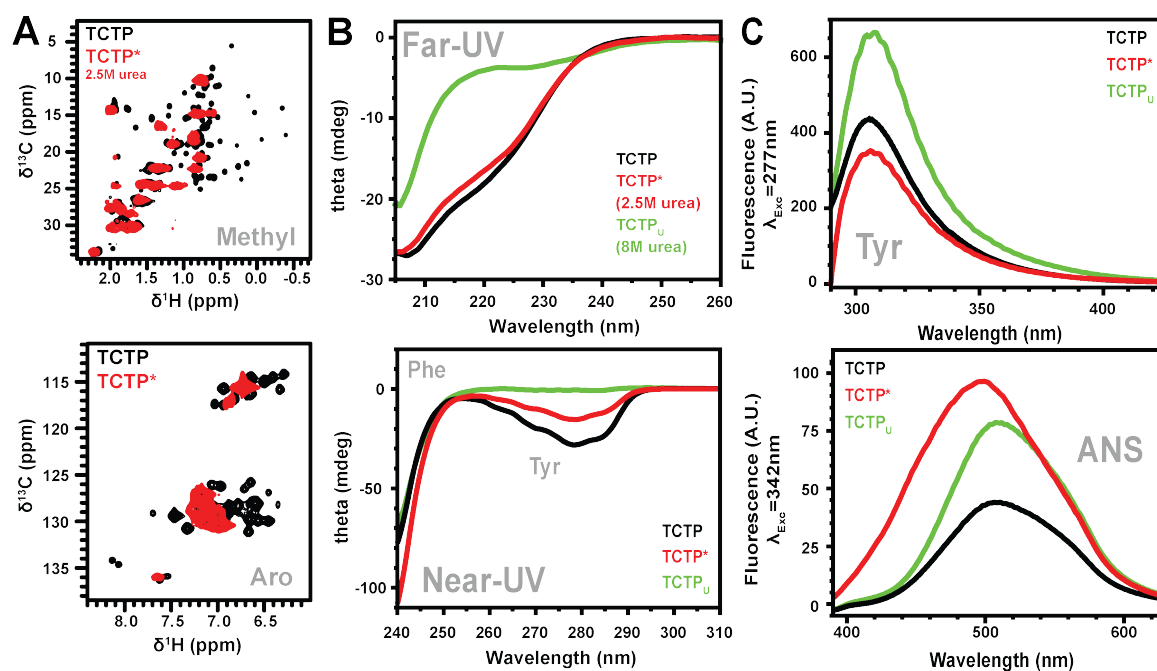 A
TCTP
TCTP*
2.5M urea
5
10
15
20
25
30
δ¹³C (ppm)
Methyl
2.0 1.5 1.0 0.5 0.0 -0.5
δ¹H (ppm)
TCTP
TCTP*
115
120
125
130
135
δ¹³C (ppm)
Aro
8.0 7.5 7.0 6.5
δ¹H (ppm)
B
Far-UV
0
-10
-20
-30
theta (mdeg)
TCTP
TCTP*
(2.5M urea)
TCTPU
(8M urea)
210 220 230 240 250 260
Wavelength (nm)
Phe
Tyr
0
-50
-100
theta (mdeg)
TCTP
TCTP*
TCTPU
Near-UV
240 250 260 270 280 290 300 310
Wavelength (nm)
C
600
400
200
0
Fluorescence (A.U.)
λExc=277nm
TCTP
TCTP*
TCTPU
Tyr
300 350 400
Wavelength (nm)
100
75
50
25
0
Fluorescence (A.U.)
λExc=342nm
TCTP
TCTP*
TCTPU
ANS
400 500 600
Wavelength (nm)